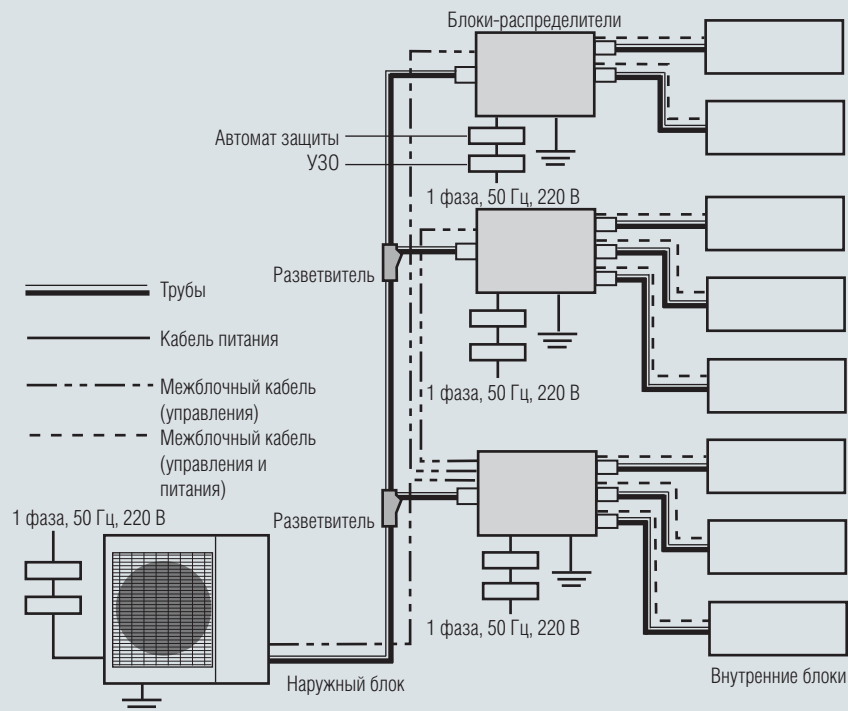 Блоки-распределители
Автомат защиты
УЗО
1 фаза, 50 Гц, 220 В
Разветвитель
Трубы
Кабель питания
1 фаза, 50 Гц, 220 В
Межблочный кабель
(управления)
Межблочный кабель
(управления и
питания)
1 фаза, 50 Гц, 220 В
Разветвитель
1 фаза, 50 Гц, 220 В
Наружный блок
Внутренние блоки